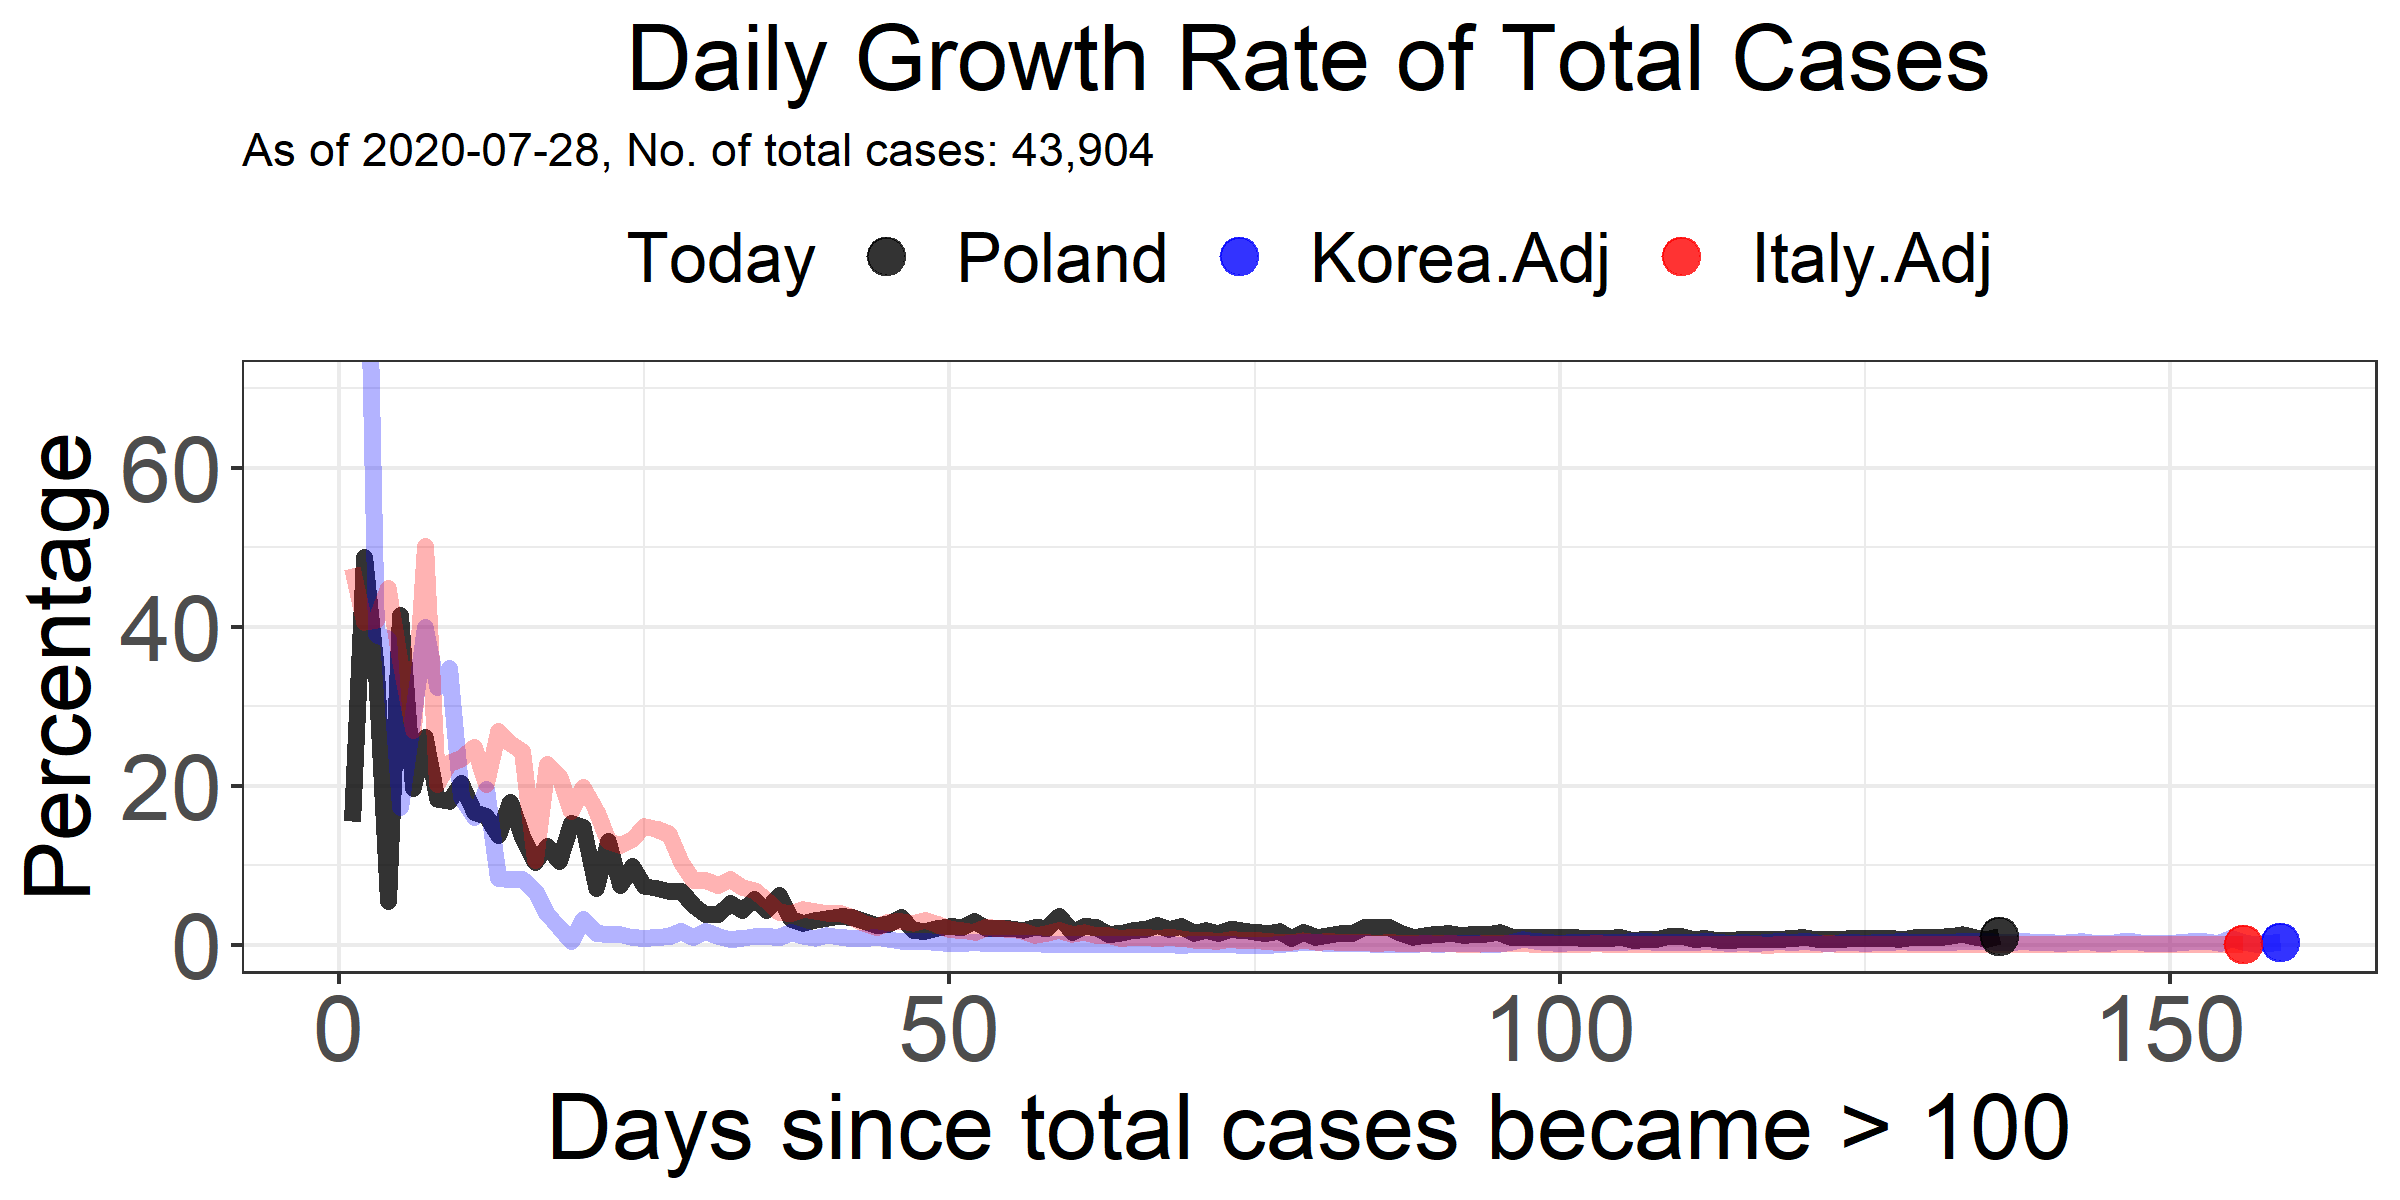 Daily Growth Rate of Total Cases
As of 2020-07-28, No. of total cases: 43,904
Today Poland Korea.Adj Italy.Adj
Percentage
60
40
20
0
0 50 100 150
Days since total cases became > 100